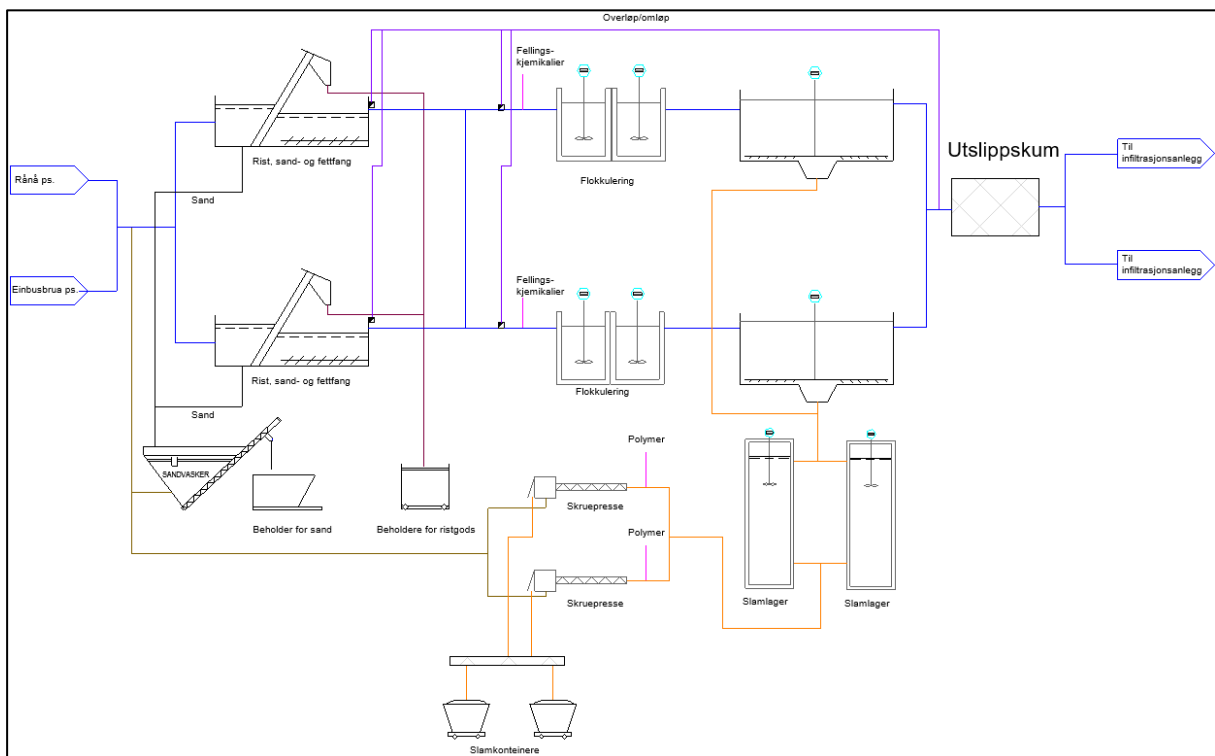 Overløp/omløp
Fellings-
kjemikalier
Rist, sand- og fettfang
Flokkulering
Utslippskum
Til
infiltrasjonsanlegg
Rånå ps.
Sand
Einbusbrua ps.
Til
infiltrasjonsanlegg
Fellings-
kjemikalier
Rist, sand- og fettfang
Flokkulering
Sand
SANDVASKER
Beholder for sand
Beholdere for ristgods
Polymer
Skruepresse
Polymer
Skruepresse
Slamlager
Slamlager
Slamkonteinere